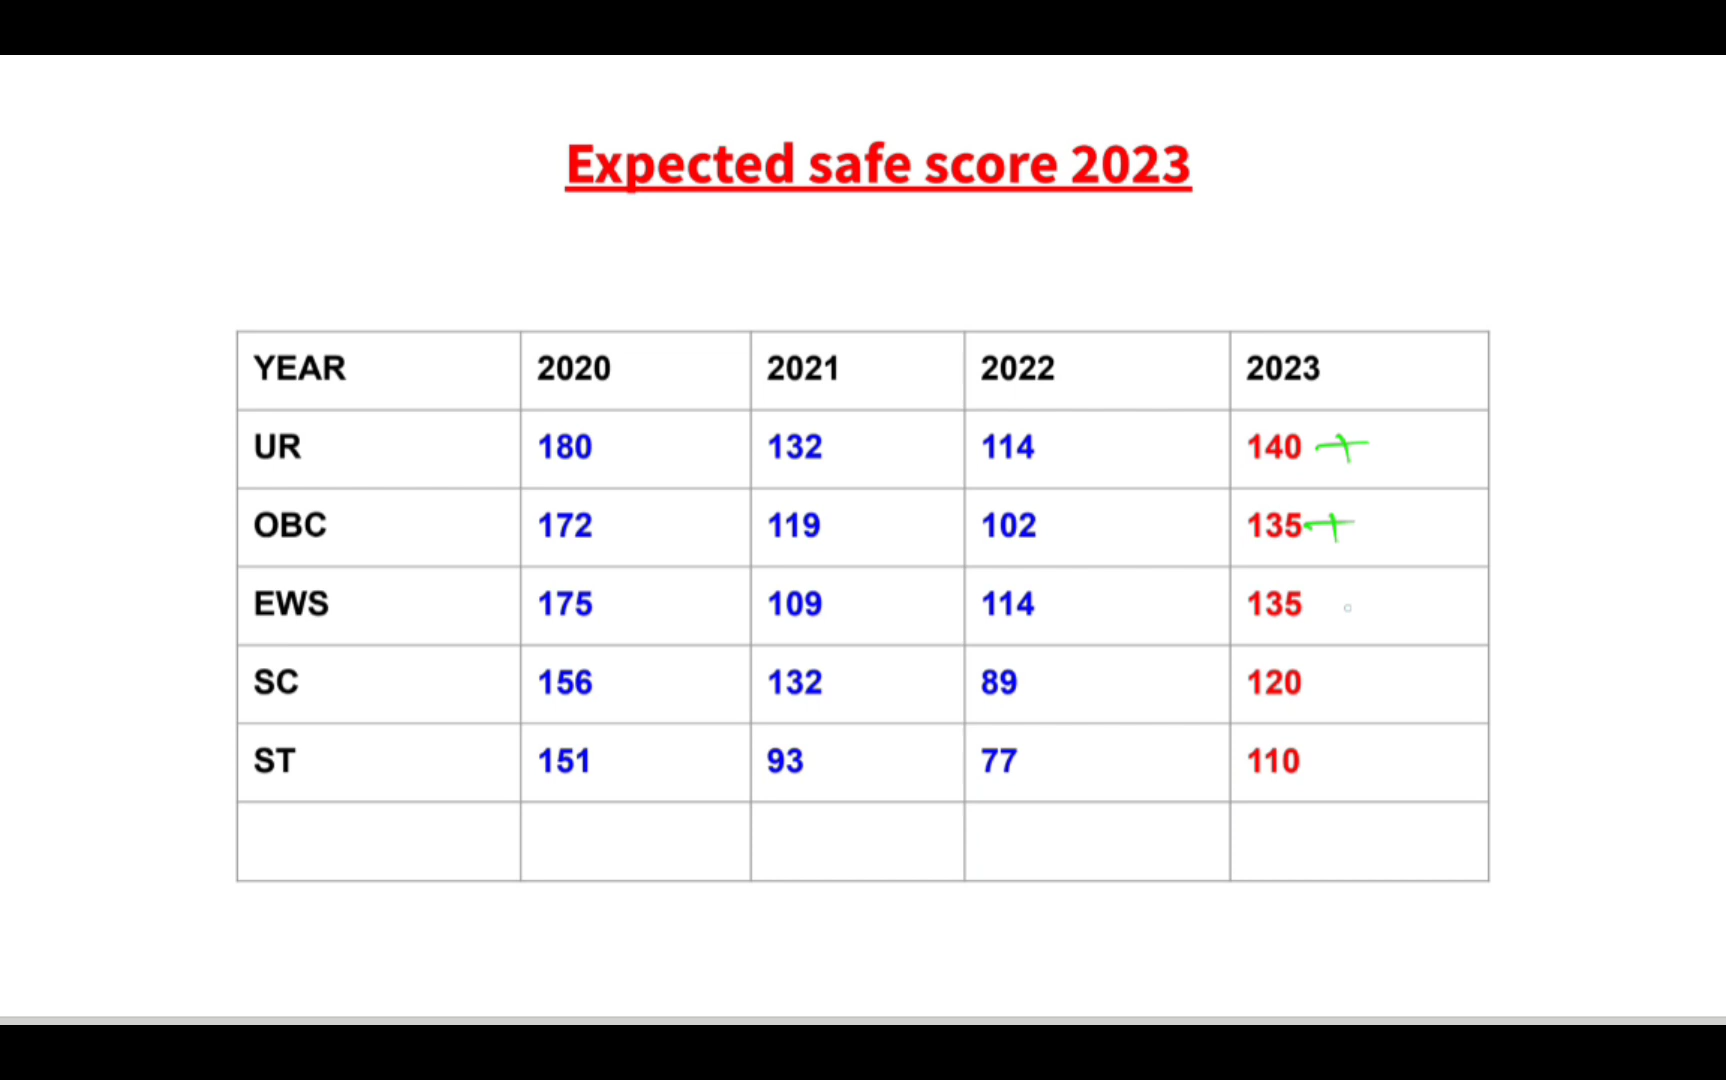 Expected safe score 2023
YEAR 2020 2021 2022 2023
UR 180 132 114 140 +
OBC 172 119 102 135 +
EWS 175 109 114 135
SC 156 132 89 120
ST 151 93 77 110